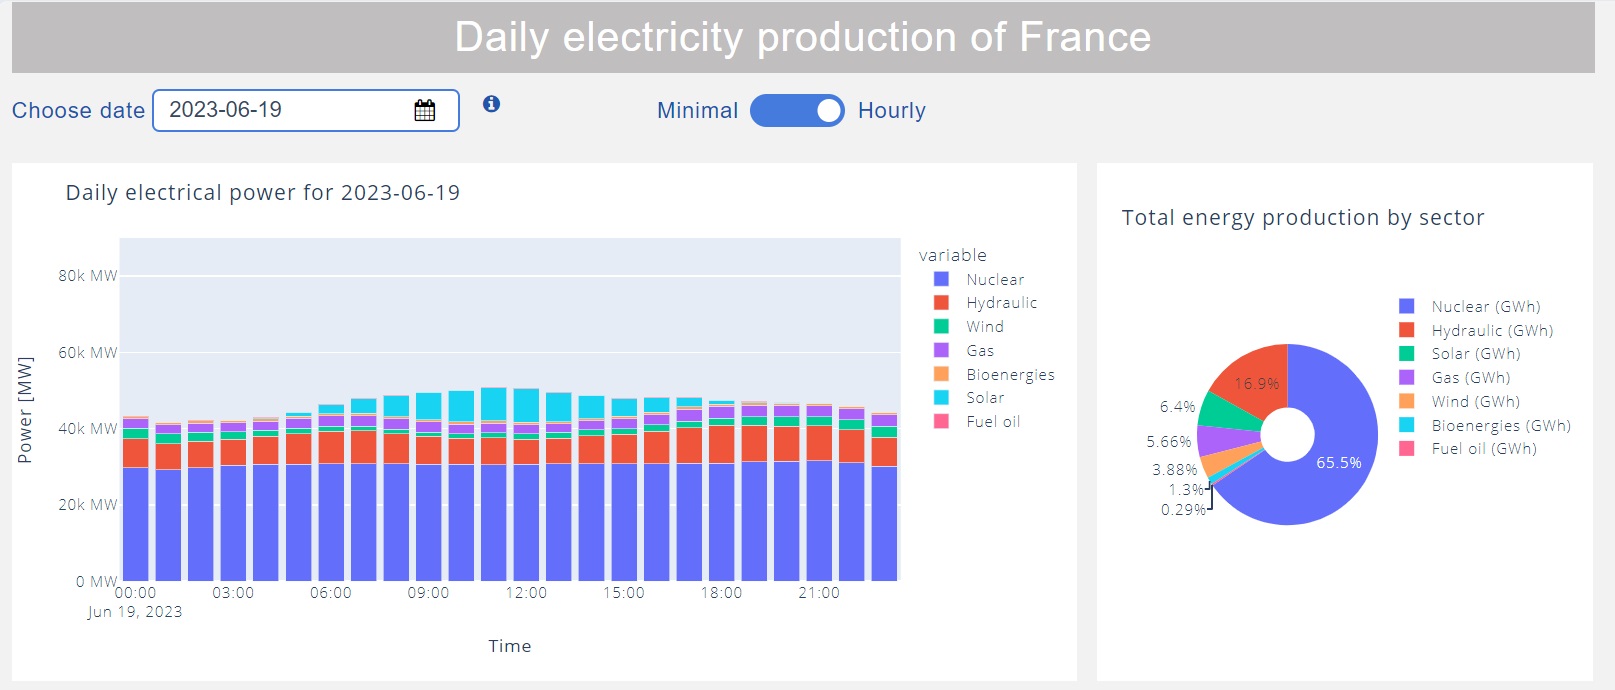 Daily electricity production of France
Choose date 2023-06-19 Minimal Hourly
Daily electrical power for 2023-06-19
Power [MW]
80k MW
60k MW
40k MW
20k MW
0 MW
00:00 03:00 06:00 09:00 12:00 15:00 18:00 21:00
Jun 19, 2023
Time
variable
Nuclear
Hydraulic
Wind
Gas
Bioenergies
Solar
Fuel oil
Total energy production by sector
16.9%
6.4%
5.66%
3.88%
1.3%
0.29%
65.5%
Nuclear (GWh)
Hydraulic (GWh)
Solar (GWh)
Gas (GWh)
Wind (GWh)
Bioenergies (GWh)
Fuel oil (GWh)